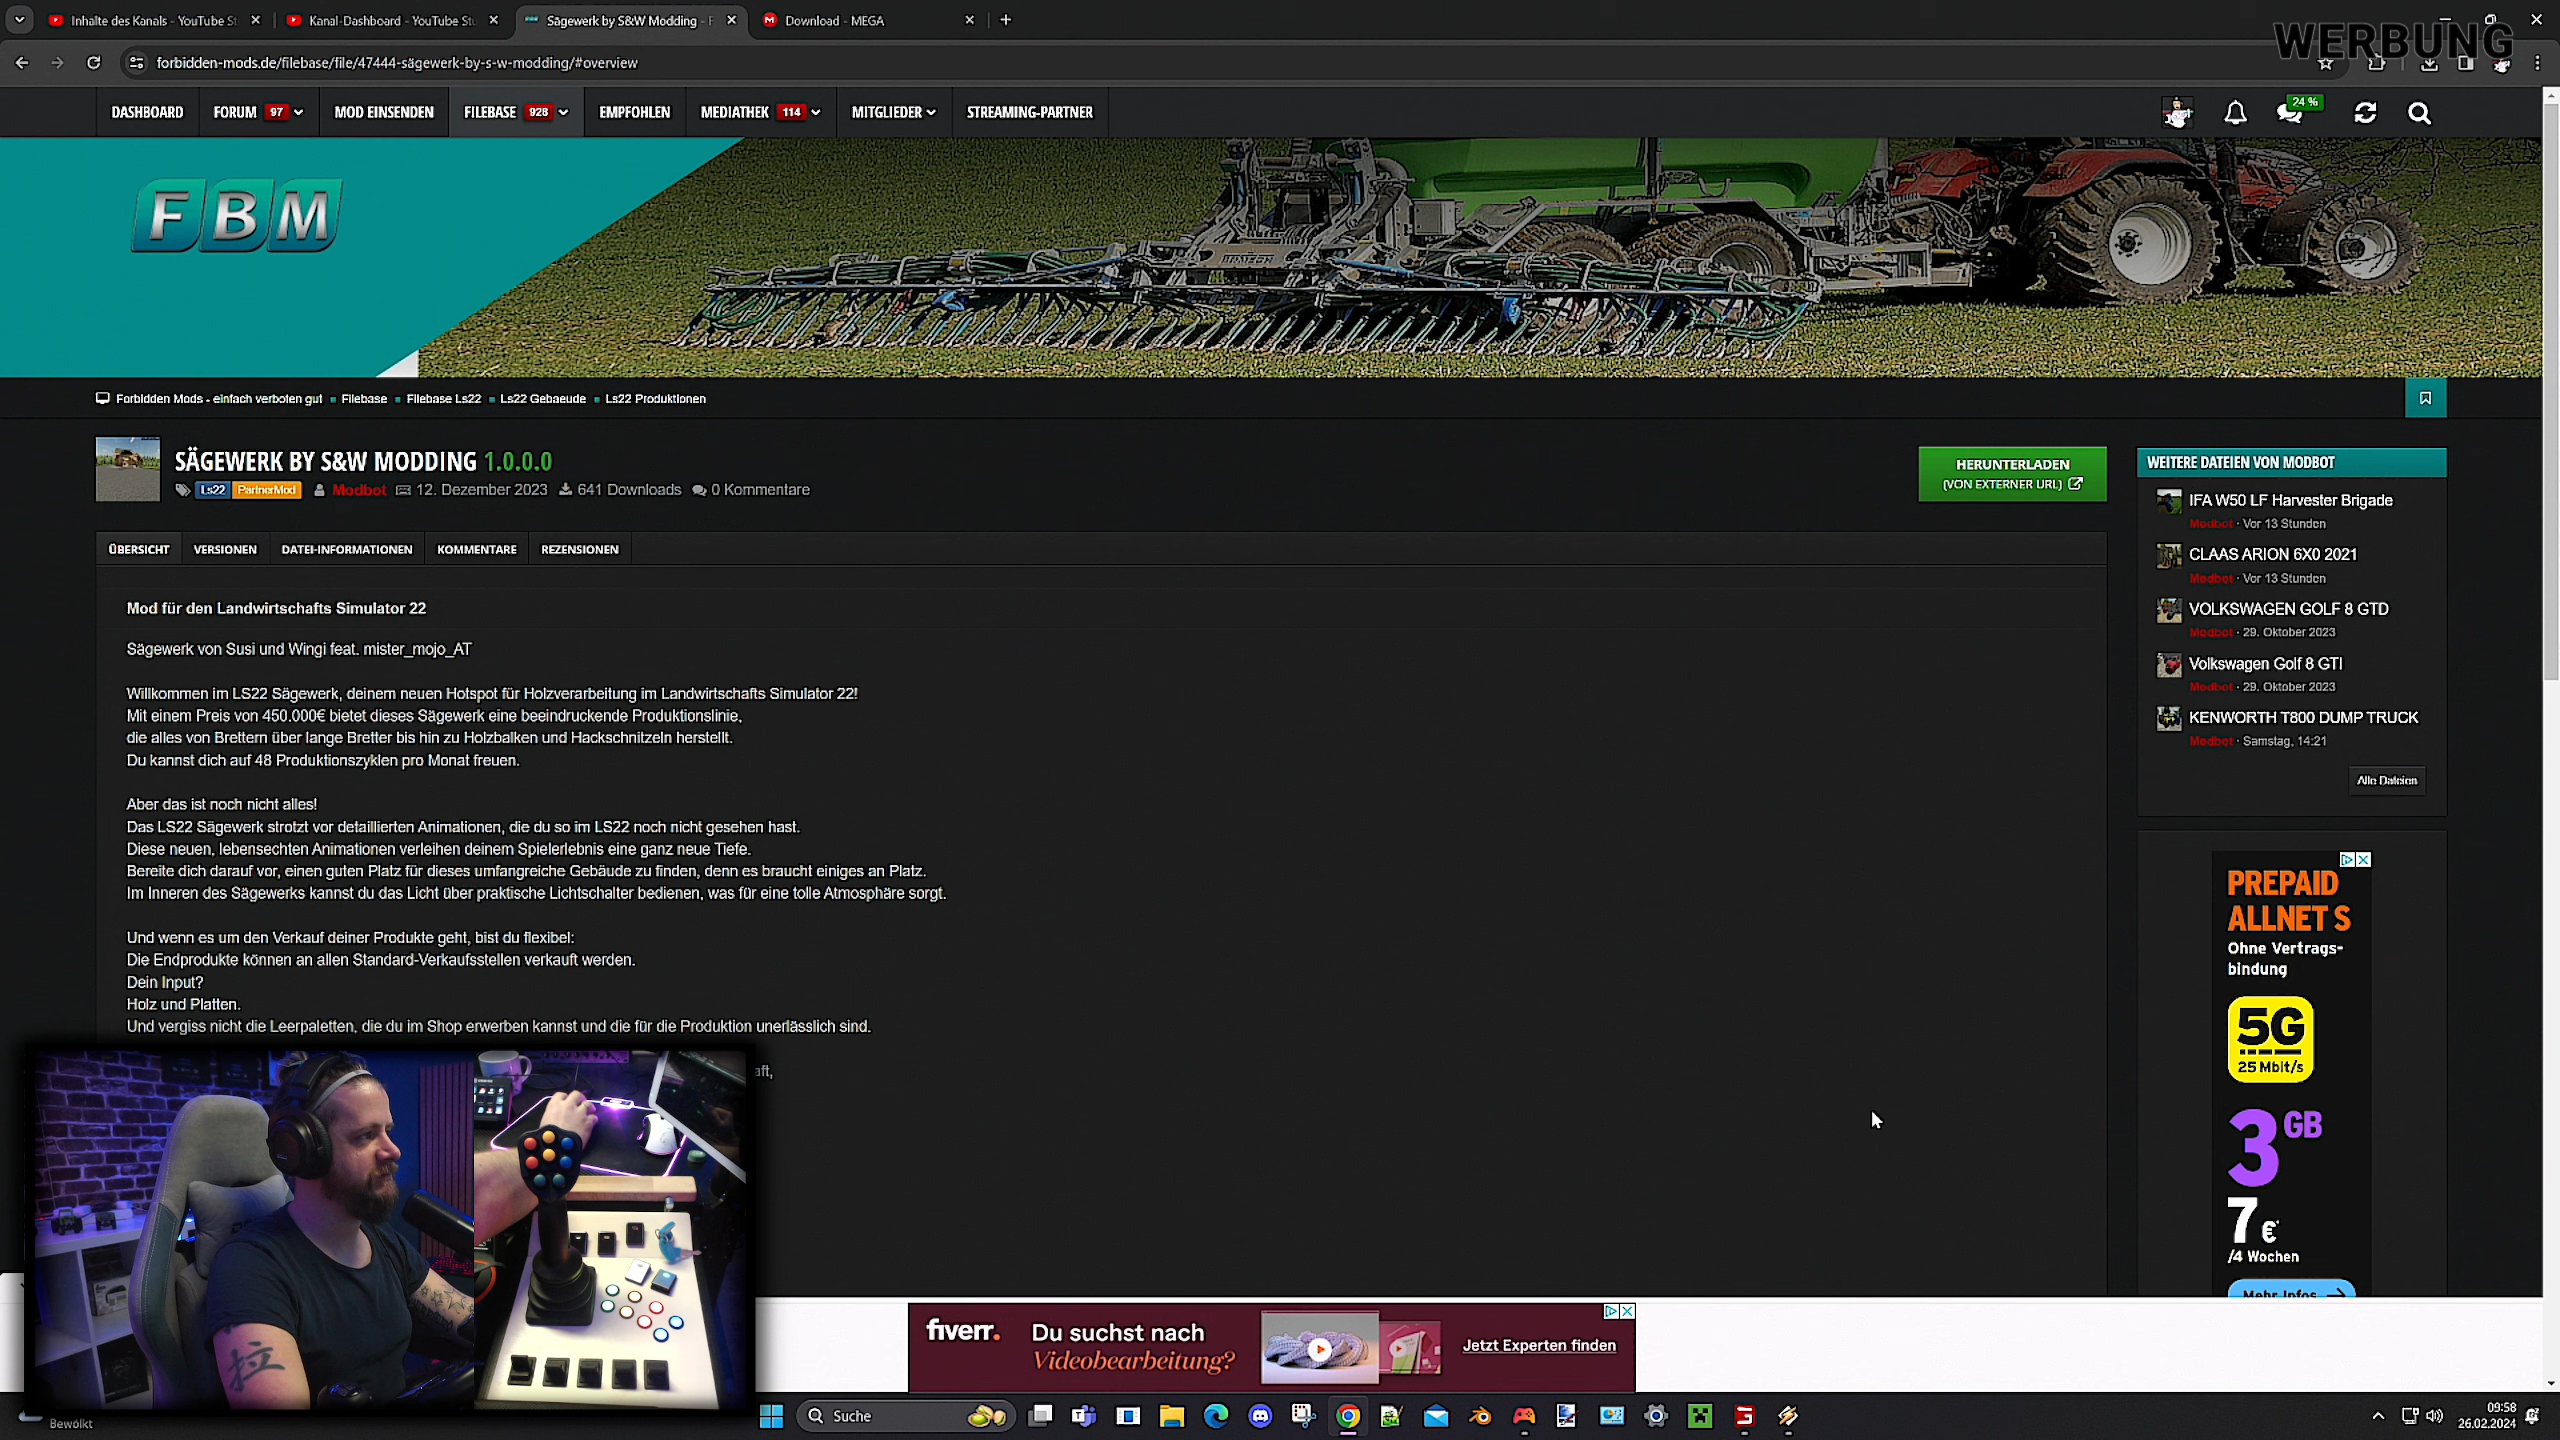 Inhalte des Kanals - YouTube St
Kanal-Dashboard - YouTube Stu
Sägewerk by S&W Modding - F
Download - MEGA
WERBUNG
forbidden-mods.de/filebase/file/47444-sägewerk-by-s-w-modding/#overview
DASHBOARD
FORUM 97
MOD EINSENDEN
FILEBASE 928
EMPFOHLEN
MEDIATHEK 114
MITGLIEDER
STREAMING-PARTNER
24 %
FBM
Forbidden Mods - einfach verboten gut
Filebase
Filebase Ls22
Ls22 Gebaeude
Ls22 Produktionen
SÄGEWERK BY S&W MODDING 1.0.0.0
Ls22 PartnerMod Modbot 12. Dezember 2023 641 Downloads 0 Kommentare
HERUNTERLADEN
(VON EXTERNER URL)
ÜBERSICHT
VERSIONEN
DATEI-INFORMATIONEN
KOMMENTARE
REZENSIONEN
Mod für den Landwirtschafts Simulator 22
Sägewerk von Susi und Wingi feat. mister_mojo_AT
Willkommen im LS22 Sägewerk, deinem neuen Hotspot für Holzverarbeitung im Landwirtschafts Simulator 22!
Mit einem Preis von 450.000€ bietet dieses Sägewerk eine beeindruckende Produktionslinie,
die alles von Brettern über lange Bretter bis hin zu Holzbalken und Hackschnitzeln herstellt.
Du kannst dich auf 48 Produktionszyklen pro Monat freuen.
Aber das ist noch nicht alles!
Das LS22 Sägewerk strotzt vor detaillierten Animationen, die du so im LS22 noch nicht gesehen hast.
Diese neuen, lebensechten Animationen verleihen deinem Spielerlebnis eine ganz neue Tiefe.
Bereite dich darauf vor, einen guten Platz für dieses umfangreiche Gebäude zu finden, denn es braucht einiges an Platz.
Im Inneren des Sägewerks kannst du das Licht über praktische Lichtschalter bedienen, was für eine tolle Atmosphäre sorgt.
Und wenn es um den Verkauf deiner Produkte geht, bist du flexibel:
Die Endprodukte können an allen Standard-Verkaufsstellen verkauft werden.
Dein Input?
Holz und Platten.
Und vergiss nicht die Leerpaletten, die du im Shop erwerben kannst und die für die Produktion unerlässlich sind.
aft,
WEITERE DATEIEN VON MODBOT
IFA W50 LF Harvester Brigade
Modbot · Vor 13 Stunden
CLAAS ARION 6X0 2021
Modbot · Vor 13 Stunden
VOLKSWAGEN GOLF 8 GTD
Modbot · 29. Oktober 2023
Volkswagen Golf 8 GTI
Modbot · 29. Oktober 2023
KENWORTH T800 DUMP TRUCK
Modbot · Samstag, 14:21
Alle Dateien
PREPAID
ALLNET S
Ohne Vertrags-
bindung
5G
25 Mbit/s
3 GB
7 €
/4 Wochen
Mehr Infos
fiverr.
Du suchst nach
Videobearbeitung?
Jetzt Experten finden
拉
Bewölkt
Suche
09:58
26.02.2024